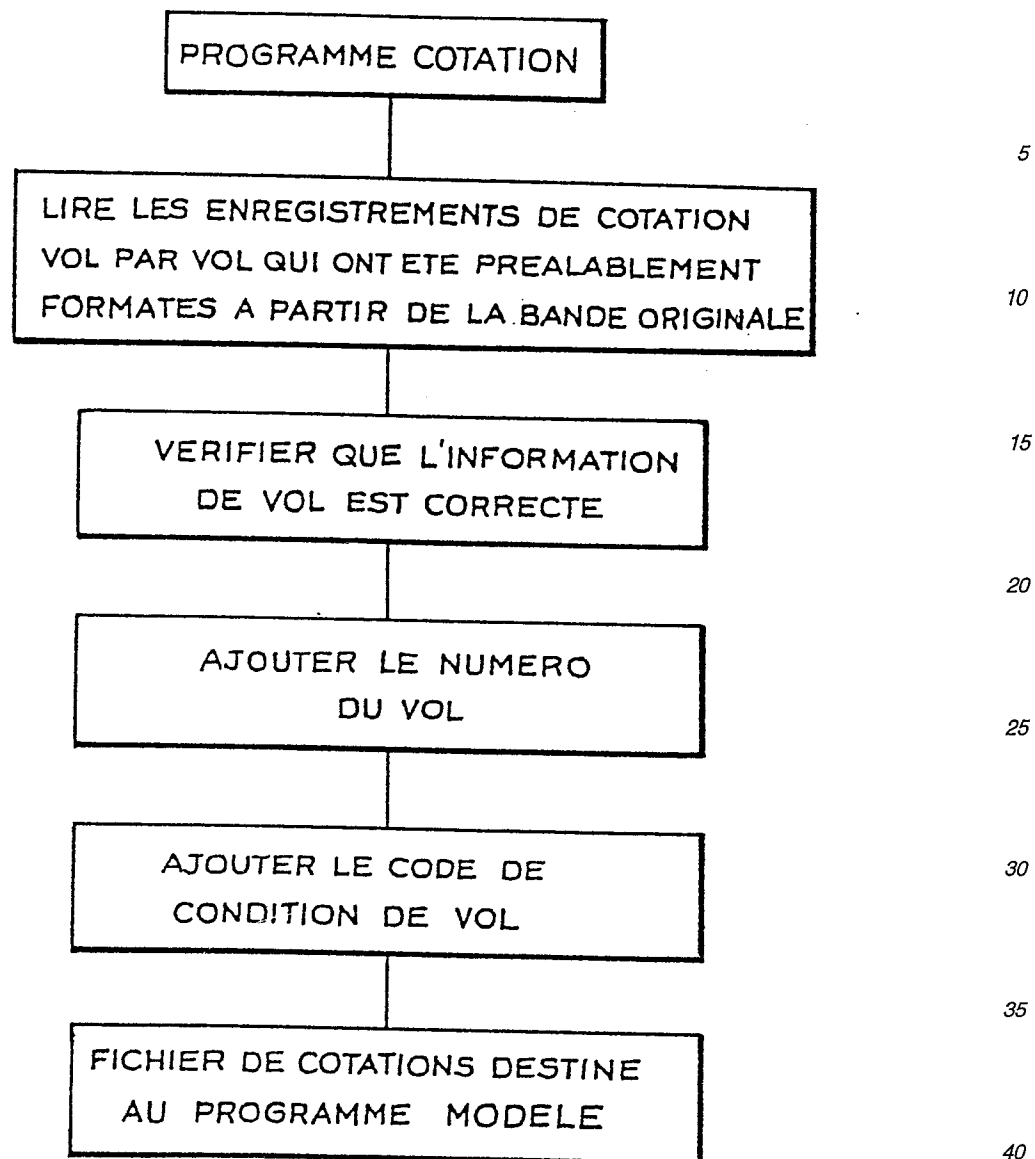 PROGRAMME COTATION
5
LIRE LES ENREGISTREMENTS DE COTATION
VOL PAR VOL QUI ONT ETE PREALABLEMENT
FORMATES A PARTIR DE LA BANDE ORIGINALE
10
VERIFIER QUE L'INFORMATION
DE VOL EST CORRECTE
15
20
AJOUTER LE NUMERO
DU VOL
25
AJOUTER LE CODE DE
CONDITION DE VOL
30
35
FICHIER DE COTATIONS DESTINE
AU PROGRAMME MODELE
40